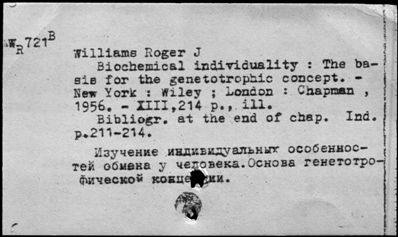 WR721B
Williams Roger J
Biochemical individuality : The ba-
sis for the genetotrophic concept. -
New York : Wiley ; London : Chapman ,
1956. - XIII,214 p., ill.
Bibliogr. at the end of chap. Ind.
p.211-214.
Изучение индивидуальных особеннос-
тей обмена у человека.Основа генетотро-
фической концепции.